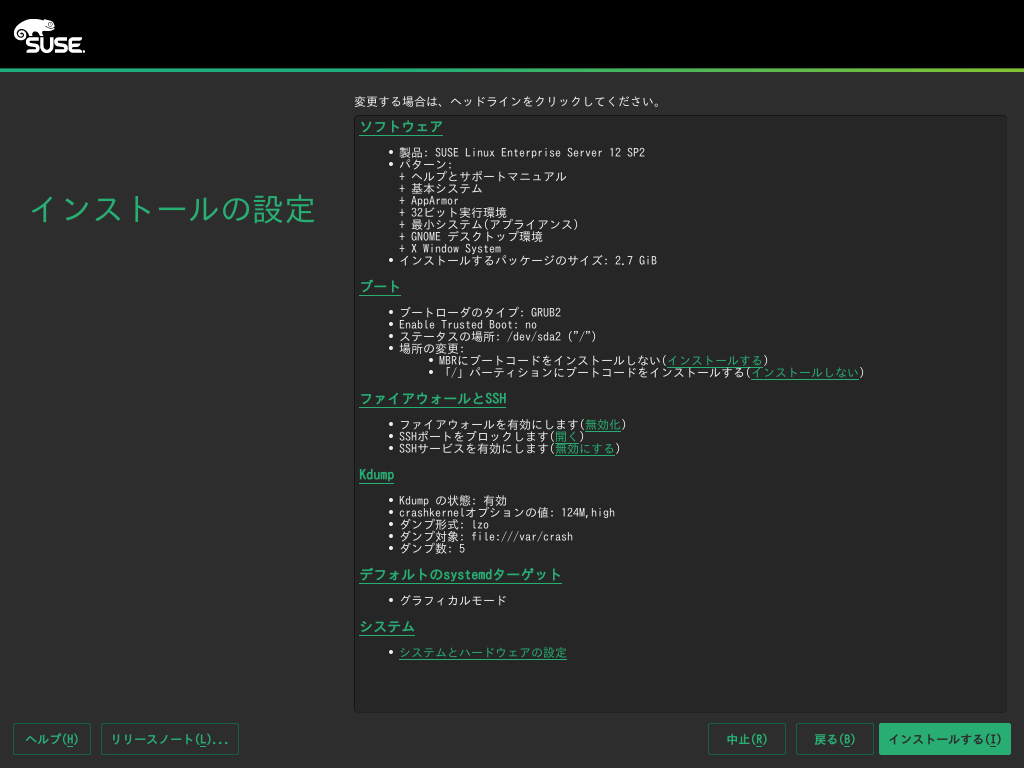 SUSE.
変更する場合は、ヘッドラインをクリックしてください。
インストールの設定
ソフトウェア
• 製品: SUSE Linux Enterprise Server 12 SP2
• パターン:
+ ヘルプとサポートマニュアル
+ 基本システム
+ AppArmor
+ 32ビット実行環境
+ 最小システム(アプライアンス)
+ GNOME デスクトップ環境
+ X Window System
• インストールするパッケージのサイズ: 2.7 GiB
ブート
• ブートローダのタイプ: GRUB2
• Enable Trusted Boot: no
• ステータスの場所: /dev/sda2 ("/")
• 場所の変更:
• MBRにブートコードをインストールしない(インストールする)
• 「/」パーティションにブートコードをインストールする(インストールしない)
ファイアウォールとSSH
• ファイアウォールを有効にします(無効化)
• SSHポートをブロックします(開く)
• SSHサービスを有効にします(無効にする)
Kdump
• Kdump の状態: 有効
• crashkernelオプションの値: 124M,high
• ダンプ形式: lzo
• ダンプ対象: file:///var/crash
• ダンプ数: 5
デフォルトのsystemdターゲット
• グラフィカルモード
システム
• システムとハードウェアの設定
ヘルプ(H) リリースノート(L)... 中止(R) 戻る(B) インストールする(I)